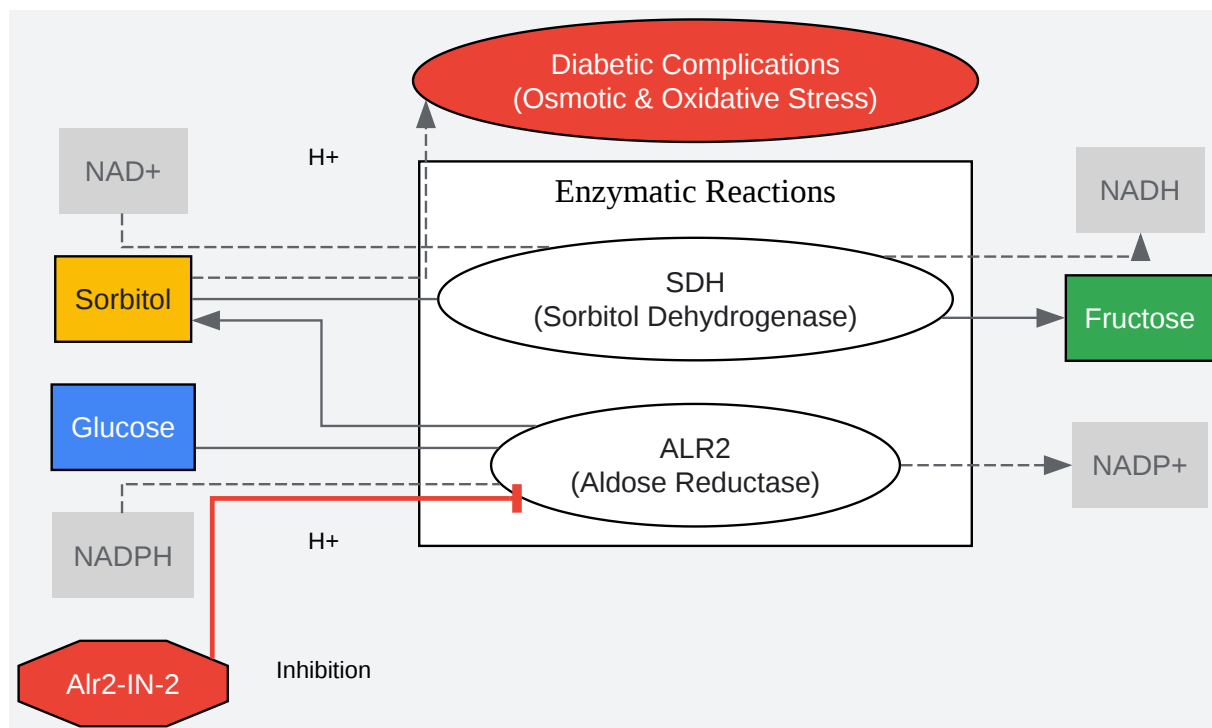 Diabetic Complications
(Osmotic & Oxidative Stress)
NAD+
H+
Enzymatic Reactions
NADH
Sorbitol
SDH
(Sorbitol Dehydrogenase)
Fructose
Glucose
ALR2
(Aldose Reductase)
NADP+
NADPH
H+
Alr2-IN-2
Inhibition